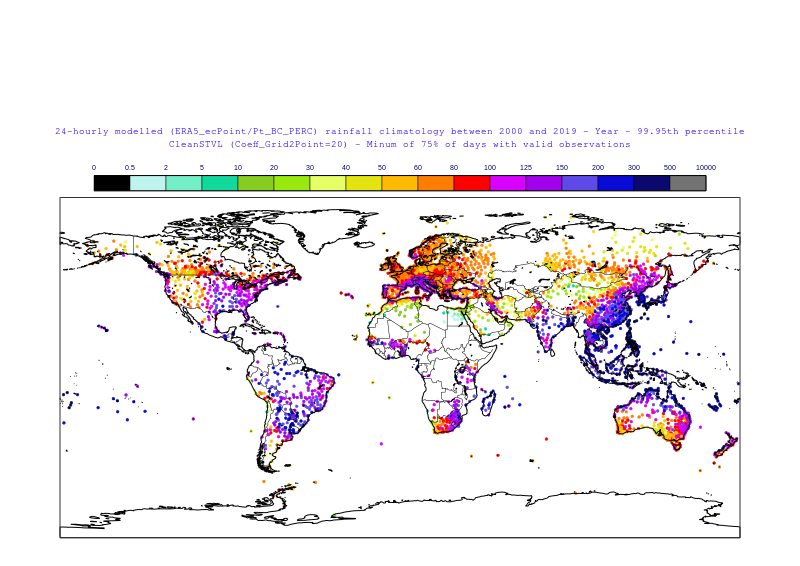 24-hourly modelled (ERA5_ecPoint/Pt_BC_PERC) rainfall climatology between 2000 and 2019 - Year - 99.95th percentile
CleanSTVL (Coeff_Grid2Point=20) - Minum of 75% of days with valid observations
0 0.5 2 5 10 20 30 40 50 60 80 100 125 150 200 300 500 10000